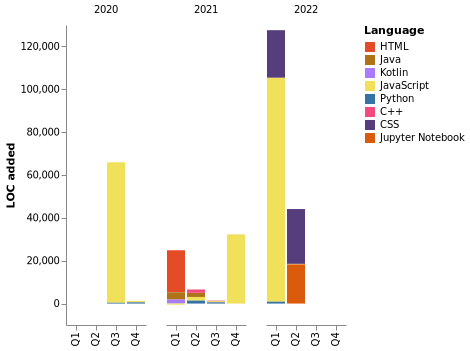 2020 2021 2022
Language
HTML
Java
Kotlin
JavaScript
Python
C++
CSS
Jupyter Notebook
LOC added
120,000
100,000
80,000
60,000
40,000
20,000
0
Q1 Q2 Q3 Q4 Q1 Q2 Q3 Q4 Q1 Q2 Q3 Q4